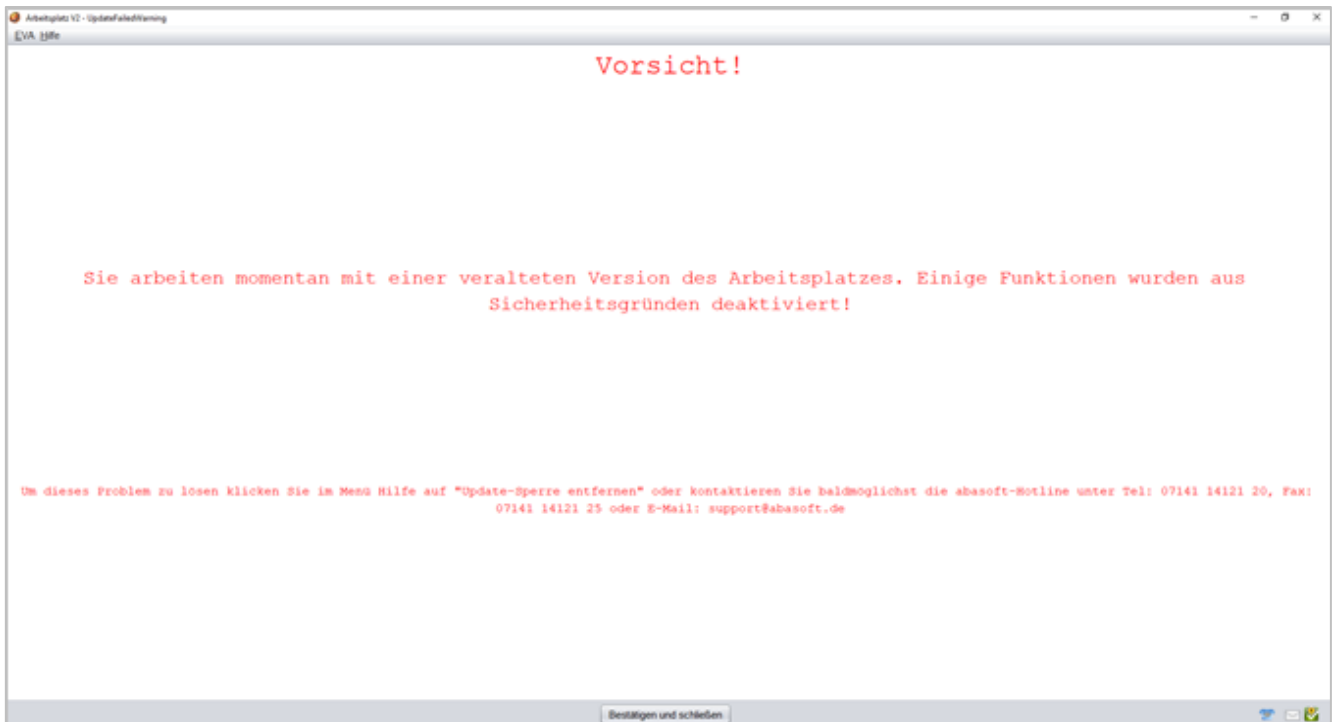 Arbeitsplatz V2 - UpdateFailedWarning
EVA Hilfe
Vorsicht!
Sie arbeiten momentan mit einer veralteten Version des Arbeitsplatzes. Einige Funktionen wurden aus
Sicherheitsgründen deaktiviert!
Um dieses Problem zu lösen klicken Sie im Menü Hilfe auf "Update-Sperre entfernen" oder kontaktieren Sie baldmöglichst die abasoft-Hotline unter Tel: 07141 14121 20, Fax:
07141 14121 25 oder E-Mail: support@abasoft.de
Bestätigen und schließen